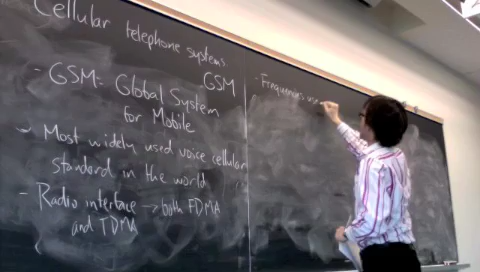 Cellular
telephone systems.
- GSM: Global System
for Mobile
- Most widely used voice cellular
standard in the world
- Radio interface → both FDMA
and TDMA
GSM
- Frequencies use